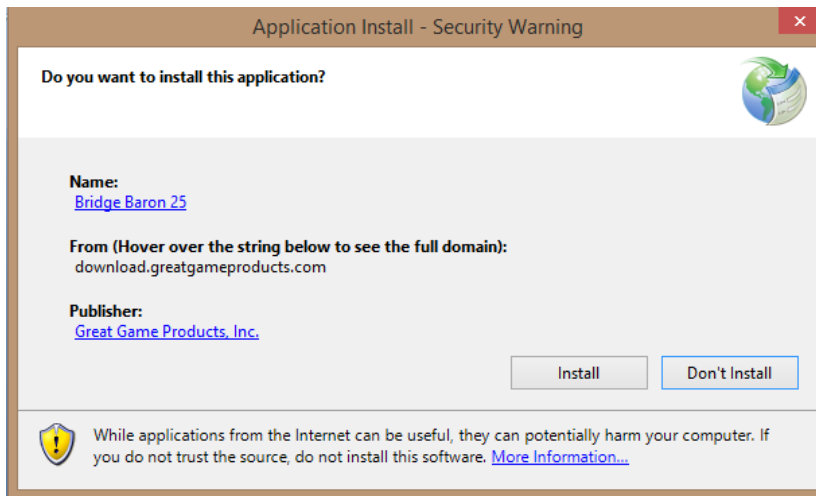 Application Install - Security Warning
Do you want to install this application?
Name:
Bridge Baron 25
From (Hover over the string below to see the full domain):
download.greatgameproducts.com
Publisher:
Great Game Products, Inc.
Install
Don't Install
While applications from the Internet can be useful, they can potentially harm your computer. If
you do not trust the source, do not install this software. More Information...